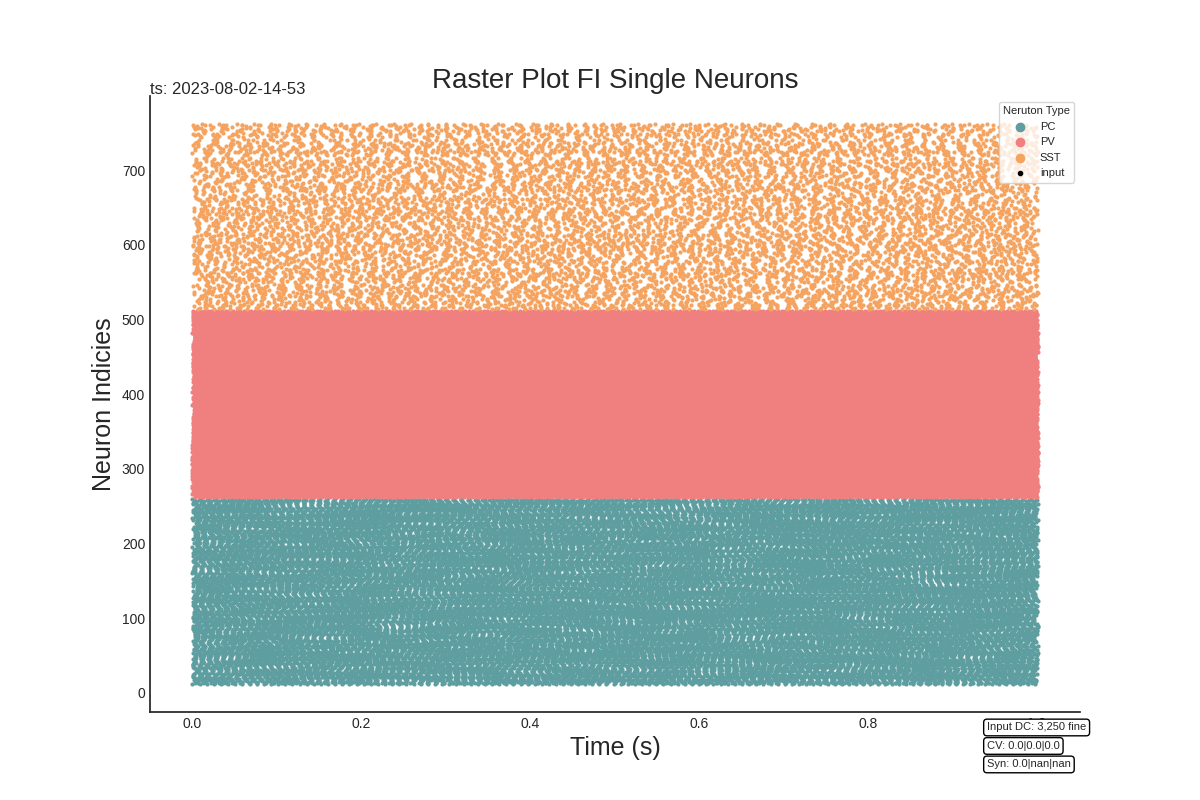 Raster Plot FI Single Neurons
ts: 2023-08-02-14-53
Neruton Type
PC
PV
SST
input
Neuron Indicies
700
600
500
400
300
200
100
0
0.0 0.2 0.4 0.6 0.8
Time (s)
Input DC: 3,250 fine
CV: 0.0|0.0|0.0
Syn: 0.0|nan|nan